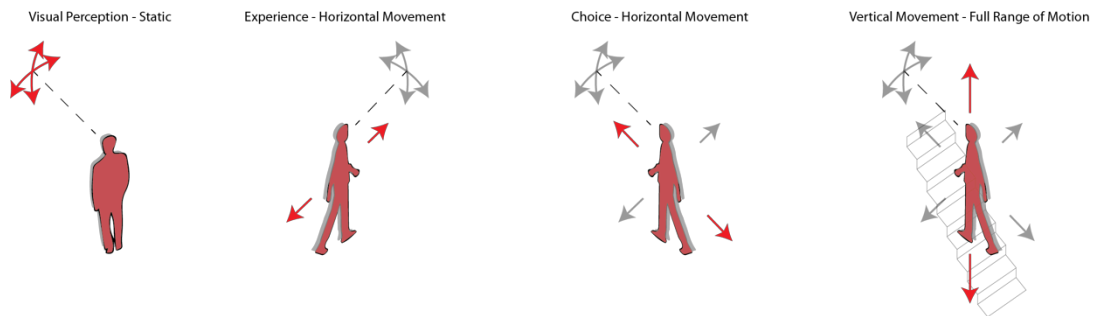 Visual Perception - Static
Experience - Horizontal Movement
Choice - Horizontal Movement
Vertical Movement - Full Range of Motion